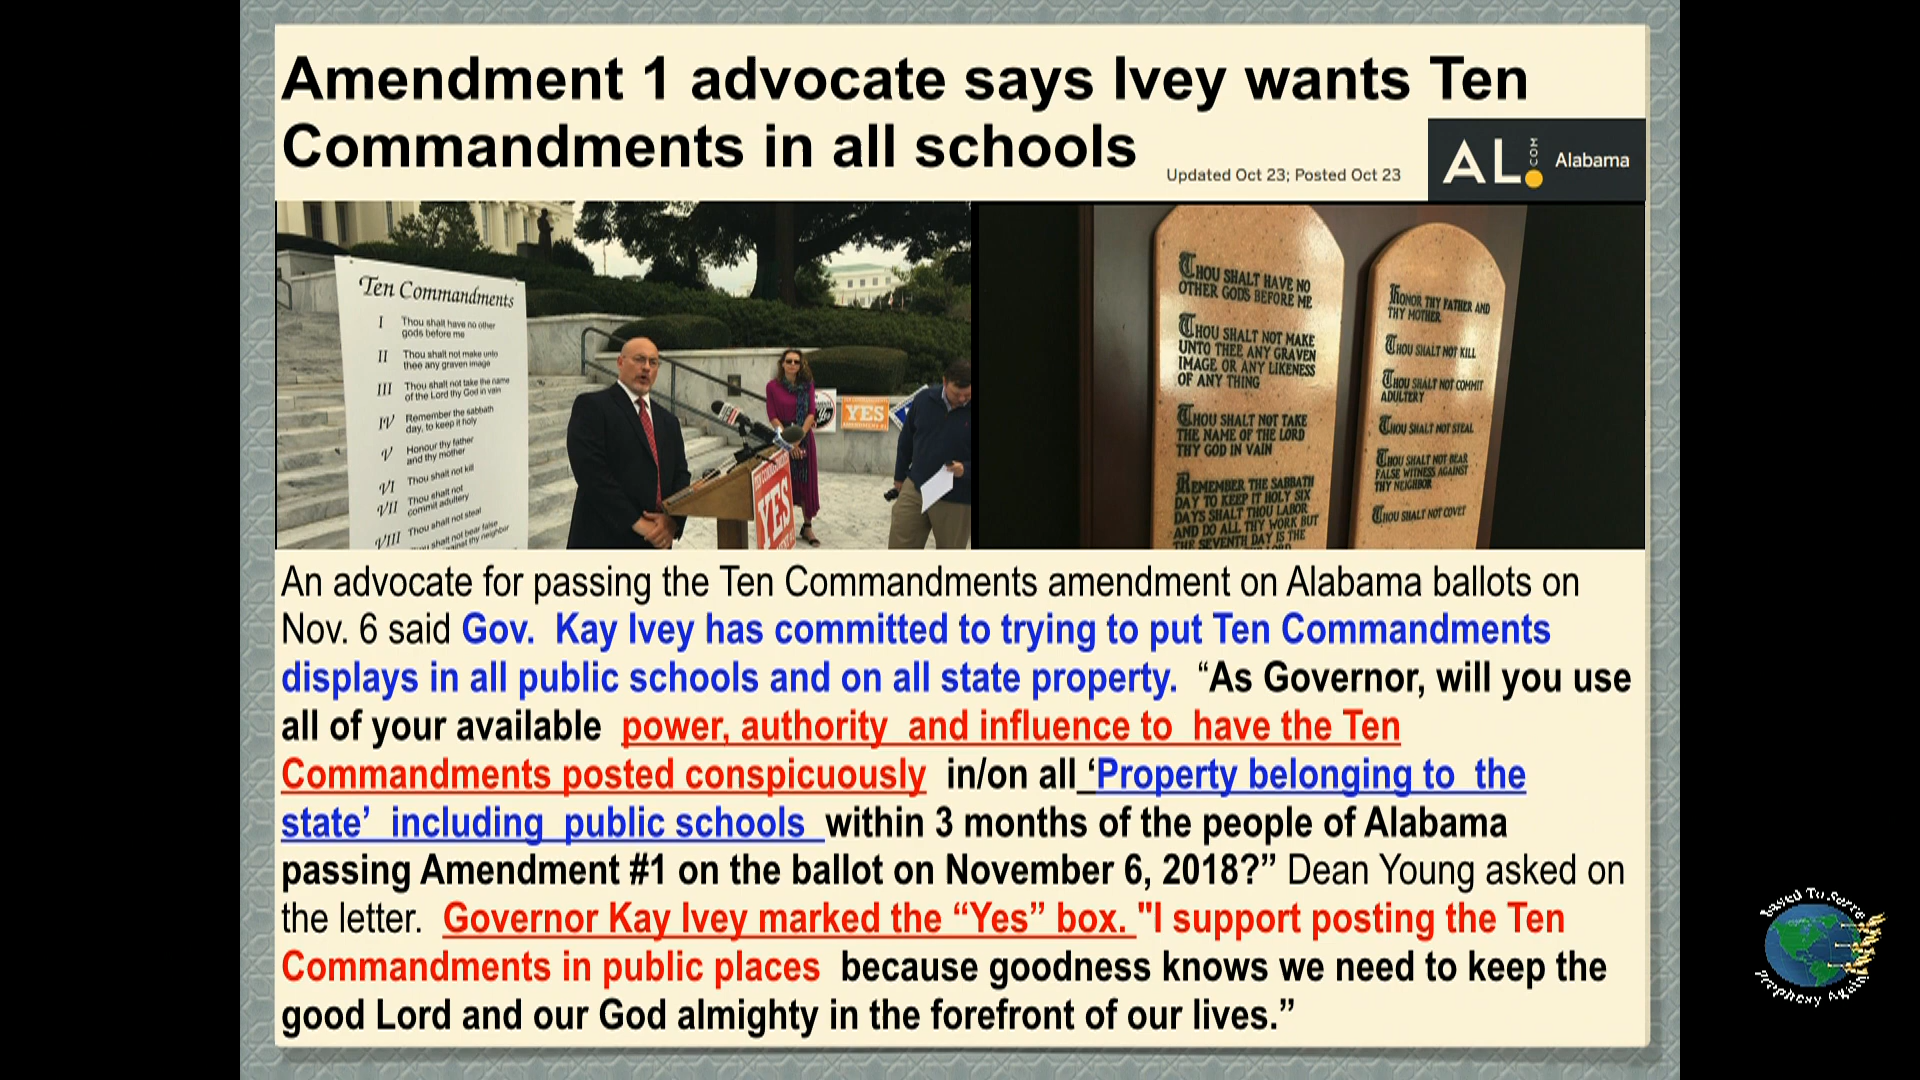 Amendment 1 advocate says Ivey wants Ten
Commandments in all schools
Updated Oct 23; Posted Oct 23
AL.COM Alabama
Ten Commandments
I Thou shalt have no other
gods before me
II Thou shalt not make unto
thee any graven image
III Thou shalt not take the name
of the Lord thy God in vain
IV Remember the sabbath
day, to keep it holy
V Honour thy father
and thy mother
VI Thou shalt not kill
VII Thou shalt not
commit adultery
VIII Thou shalt not steal
shalt not bear false
against thy neighbor
YES
YES
THOU SHALT HAVE NO
OTHER GODS BEFORE ME
THOU SHALT NOT MAKE
UNTO THEE ANY GRAVEN
IMAGE OR ANY LIKENESS
OF ANY THING
THOU SHALT NOT TAKE
THE NAME OF THE LORD
THY GOD IN VAIN
REMEMBER THE SABBATH
DAY TO KEEP IT HOLY SIX
DAYS SHALT THOU LABOR
AND DO ALL THY WORK BUT
THE SEVENTH DAY IS THE
LORD
HONOR THY FATHER AND
THY MOTHER
THOU SHALT NOT KILL
THOU SHALT NOT COMMIT
ADULTERY
THOU SHALT NOT STEAL
THOU SHALT NOT BEAR
FALSE WITNESS AGAINST
THY NEIGHBOR
THOU SHALT NOT COVET
An advocate for passing the Ten Commandments amendment on Alabama ballots on
Nov. 6 said Gov. Kay Ivey has committed to trying to put Ten Commandments
displays in all public schools and on all state property. “As Governor, will you use
all of your available power, authority and influence to have the Ten
Commandments posted conspicuously in/on all ‘Property belonging to the
state’ including public schools within 3 months of the people of Alabama
passing Amendment #1 on the ballot on November 6, 2018?” Dean Young asked on
the letter. Governor Kay Ivey marked the “Yes” box. "I support posting the Ten
Commandments in public places because goodness knows we need to keep the
good Lord and our God almighty in the forefront of our lives.”
Prophesy Again